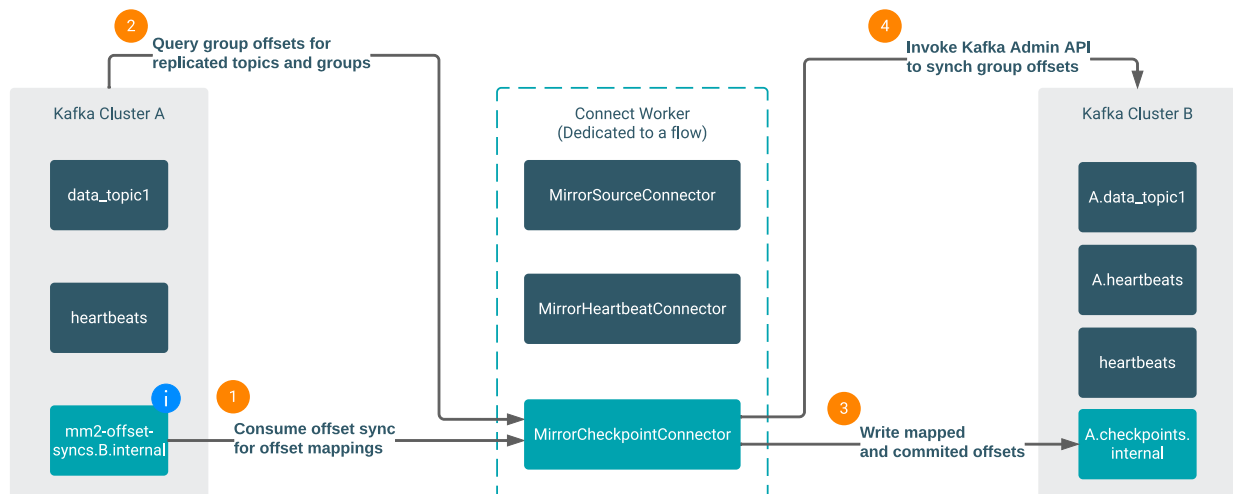 2
Query group offsets for
replicated topics and groups
4
Invoke Kafka Admin API
to synch group offsets
Kafka Cluster A
data_topic1
heartbeats
i
mm2-offset-
syncs.B.internal
1
Consume offset sync
for offset mappings
Connect Worker
(Dedicated to a flow)
MirrorSourceConnector
MirrorHeartbeatConnector
MirrorCheckpointConnector
3
Write mapped
and commited offsets
Kafka Cluster B
A.data_topic1
A.heartbeats
heartbeats
A.checkpoints.
internal